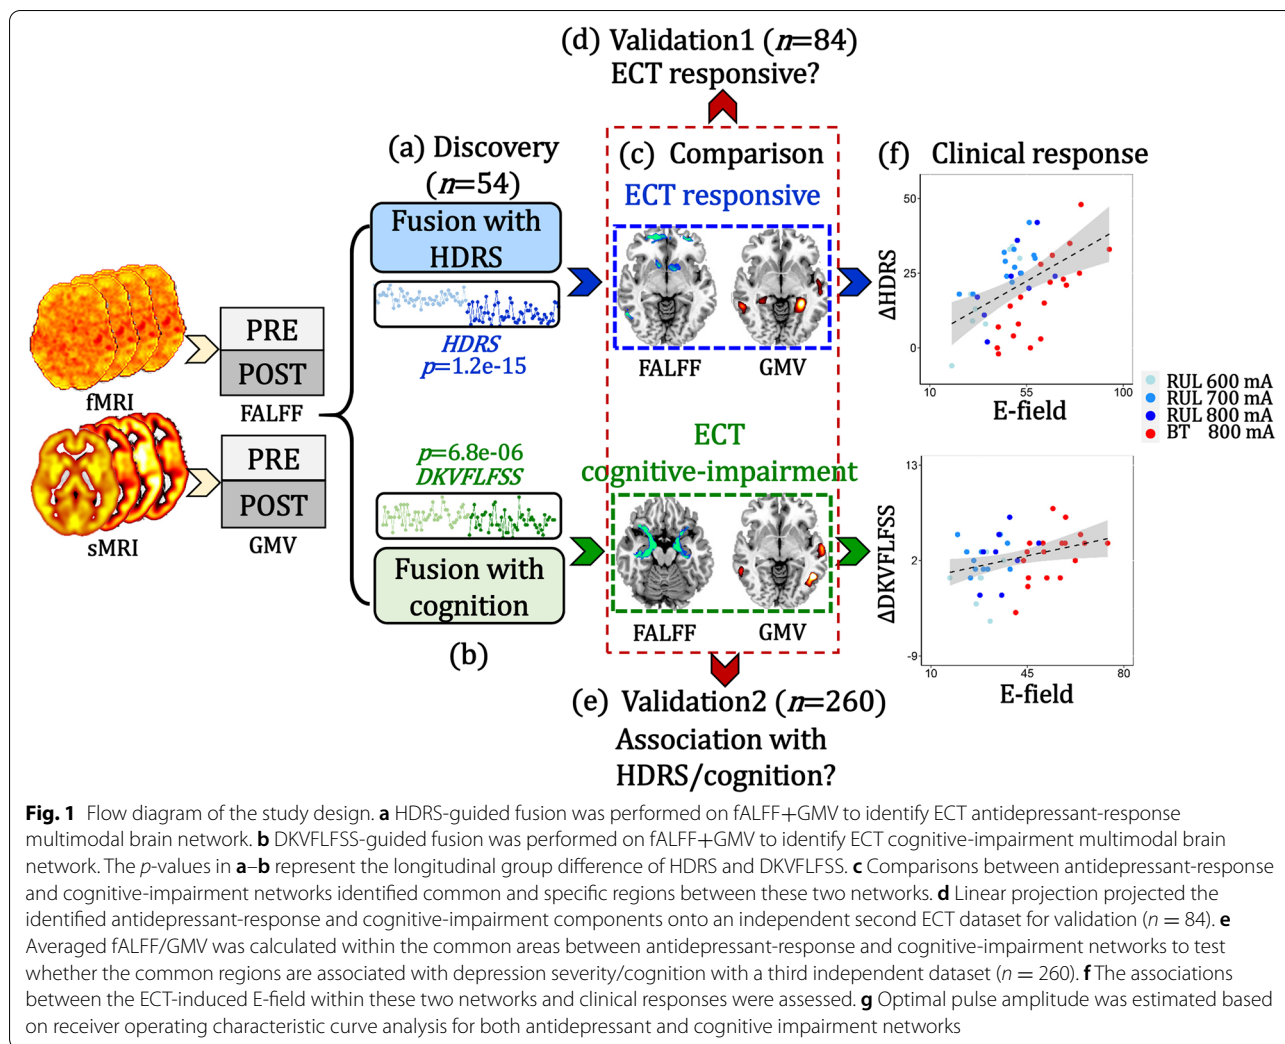 (d) Validation1 (n=84)
ECT responsive?
(a) Discovery
(n=54)
(c) Comparison
(f) Clinical response
ECT responsive
Fusion with
HDRS
HDRS
p=1.2e-15
FALFF
GMV
fMRI
PRE
POST
FALFF
sMRI
PRE
POST
GMV
p=6.8e-06
DKVFLFSS
Fusion with
cognition
(b)
ECT
cognitive-impairment
FALFF
GMV
ΔHDRS
50
25
0
10
55
100
E-field
RUL 600 mA
RUL 700 mA
RUL 800 mA
BT 800 mA
ΔDKVFLFSS
13
2
-9
10
45
80
E-field
(e) Validation2 (n=260)
Association with
HDRS/cognition?
Fig. 1 Flow diagram of the study design. a HDRS-guided fusion was performed on fALFF+GMV to identify ECT antidepressant-response
multimodal brain network. b DKVFLFSS-guided fusion was performed on fALFF+GMV to identify ECT cognitive-impairment multimodal brain
network. The p-values in a–b represent the longitudinal group difference of HDRS and DKVFLFSS. c Comparisons between antidepressant-response
and cognitive-impairment networks identified common and specific regions between these two networks. d Linear projection projected the
identified antidepressant-response and cognitive-impairment components onto an independent second ECT dataset for validation (n = 84). e
Averaged fALFF/GMV was calculated within the common areas between antidepressant-response and cognitive-impairment networks to test
whether the common regions are associated with depression severity/cognition with a third independent dataset (n = 260). f The associations
between the ECT-induced E-field within these two networks and clinical responses were assessed. g Optimal pulse amplitude was estimated based
on receiver operating characteristic curve analysis for both antidepressant and cognitive impairment networks